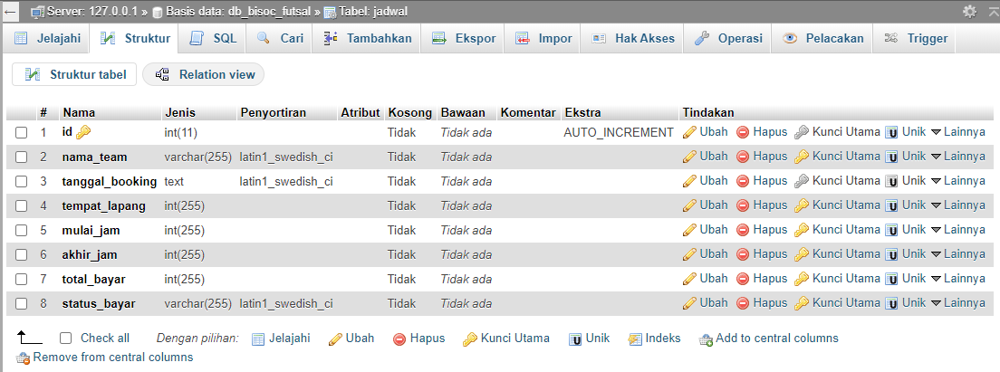 Server: 127.0.0.1 » Basis data: db_bisoc_futsal » Tabel: jadwal
Jelajahi Struktur SQL Cari Tambahkan Ekspor Impor Hak Akses Operasi Pelacakan Trigger
Struktur tabel Relation view
# Nama Jenis Penyortiran Atribut Kosong Bawaan Komentar Ekstra Tindakan
1 id int(11) Tidak Tidak ada AUTO_INCREMENT Ubah Hapus Kunci Utama Unik Lainnya
2 nama_team varchar(255) latin1_swedish_ci Tidak Tidak ada Ubah Hapus Kunci Utama Unik Lainnya
3 tanggal_booking text latin1_swedish_ci Tidak Tidak ada Ubah Hapus Kunci Utama Unik Lainnya
4 tempat_lapang int(255) Tidak Tidak ada Ubah Hapus Kunci Utama Unik Lainnya
5 mulai_jam int(255) Tidak Tidak ada Ubah Hapus Kunci Utama Unik Lainnya
6 akhir_jam int(255) Tidak Tidak ada Ubah Hapus Kunci Utama Unik Lainnya
7 total_bayar int(255) Tidak Tidak ada Ubah Hapus Kunci Utama Unik Lainnya
8 status_bayar varchar(255) latin1_swedish_ci Tidak Tidak ada Ubah Hapus Kunci Utama Unik Lainnya
Check all Dengan pilihan: Jelajahi Ubah Hapus Kunci Utama Unik Indeks Add to central columns
Remove from central columns